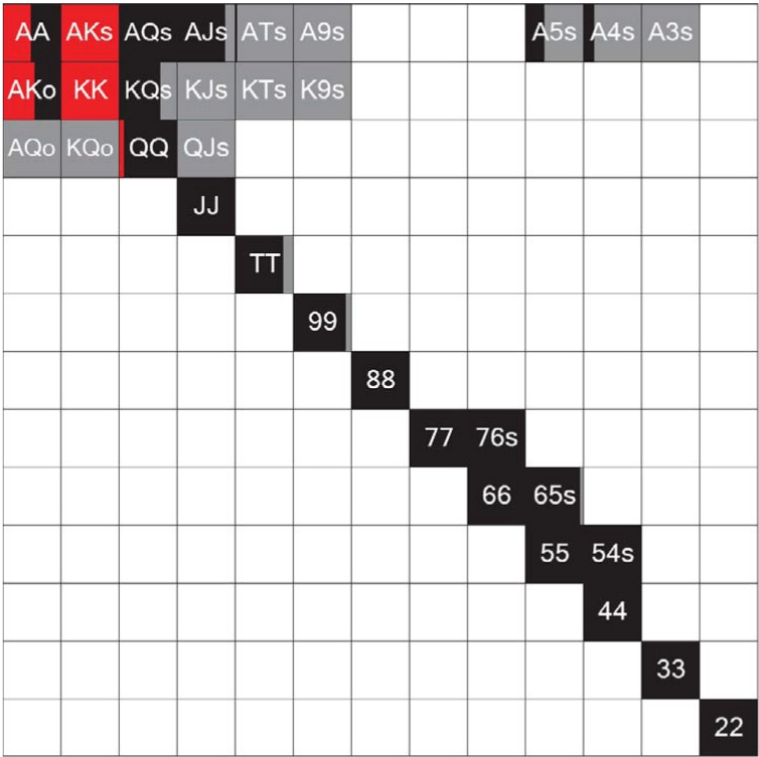 AA AKs AQs AJs ATs A9s A5s A4s A3s
AKo KK KQs KJs KTs K9s
AQo KQo QQ QJs
JJ
TT
99
88
77 76s
66 65s
55 54s
44
33
22